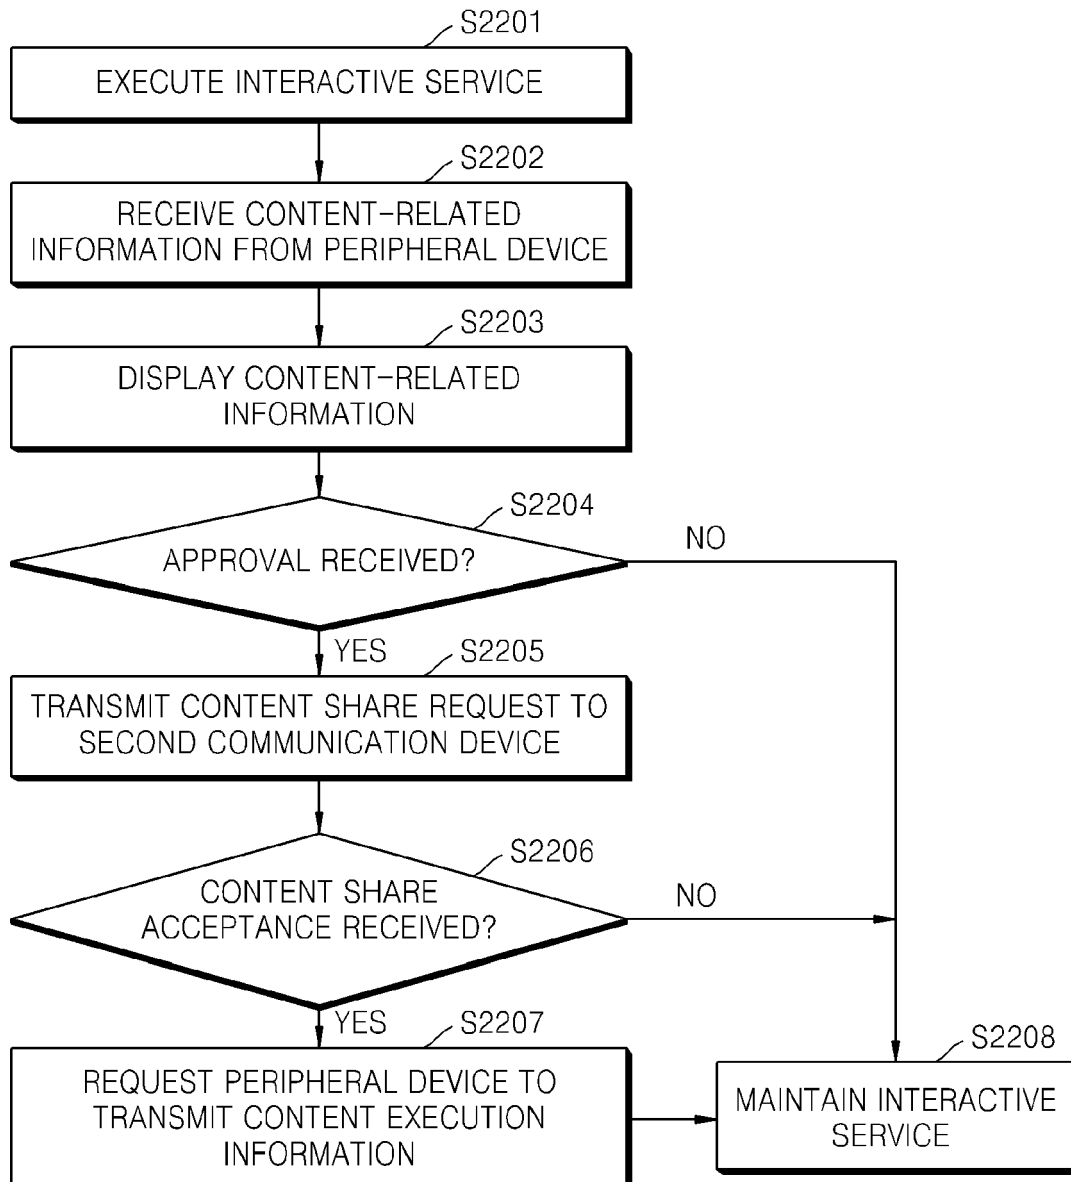 S2201
EXECUTE INTERACTIVE SERVICE
S2202
RECEIVE CONTENT-RELATED
INFORMATION FROM PERIPHERAL DEVICE
S2203
DISPLAY CONTENT-RELATED
INFORMATION
S2204
APPROVAL RECEIVED?
NO
YES
S2205
TRANSMIT CONTENT SHARE REQUEST TO
SECOND COMMUNICATION DEVICE
S2206
CONTENT SHARE
ACCEPTANCE RECEIVED?
NO
YES
S2207
REQUEST PERIPHERAL DEVICE TO
TRANSMIT CONTENT EXECUTION
INFORMATION
S2208
MAINTAIN INTERACTIVE
SERVICE